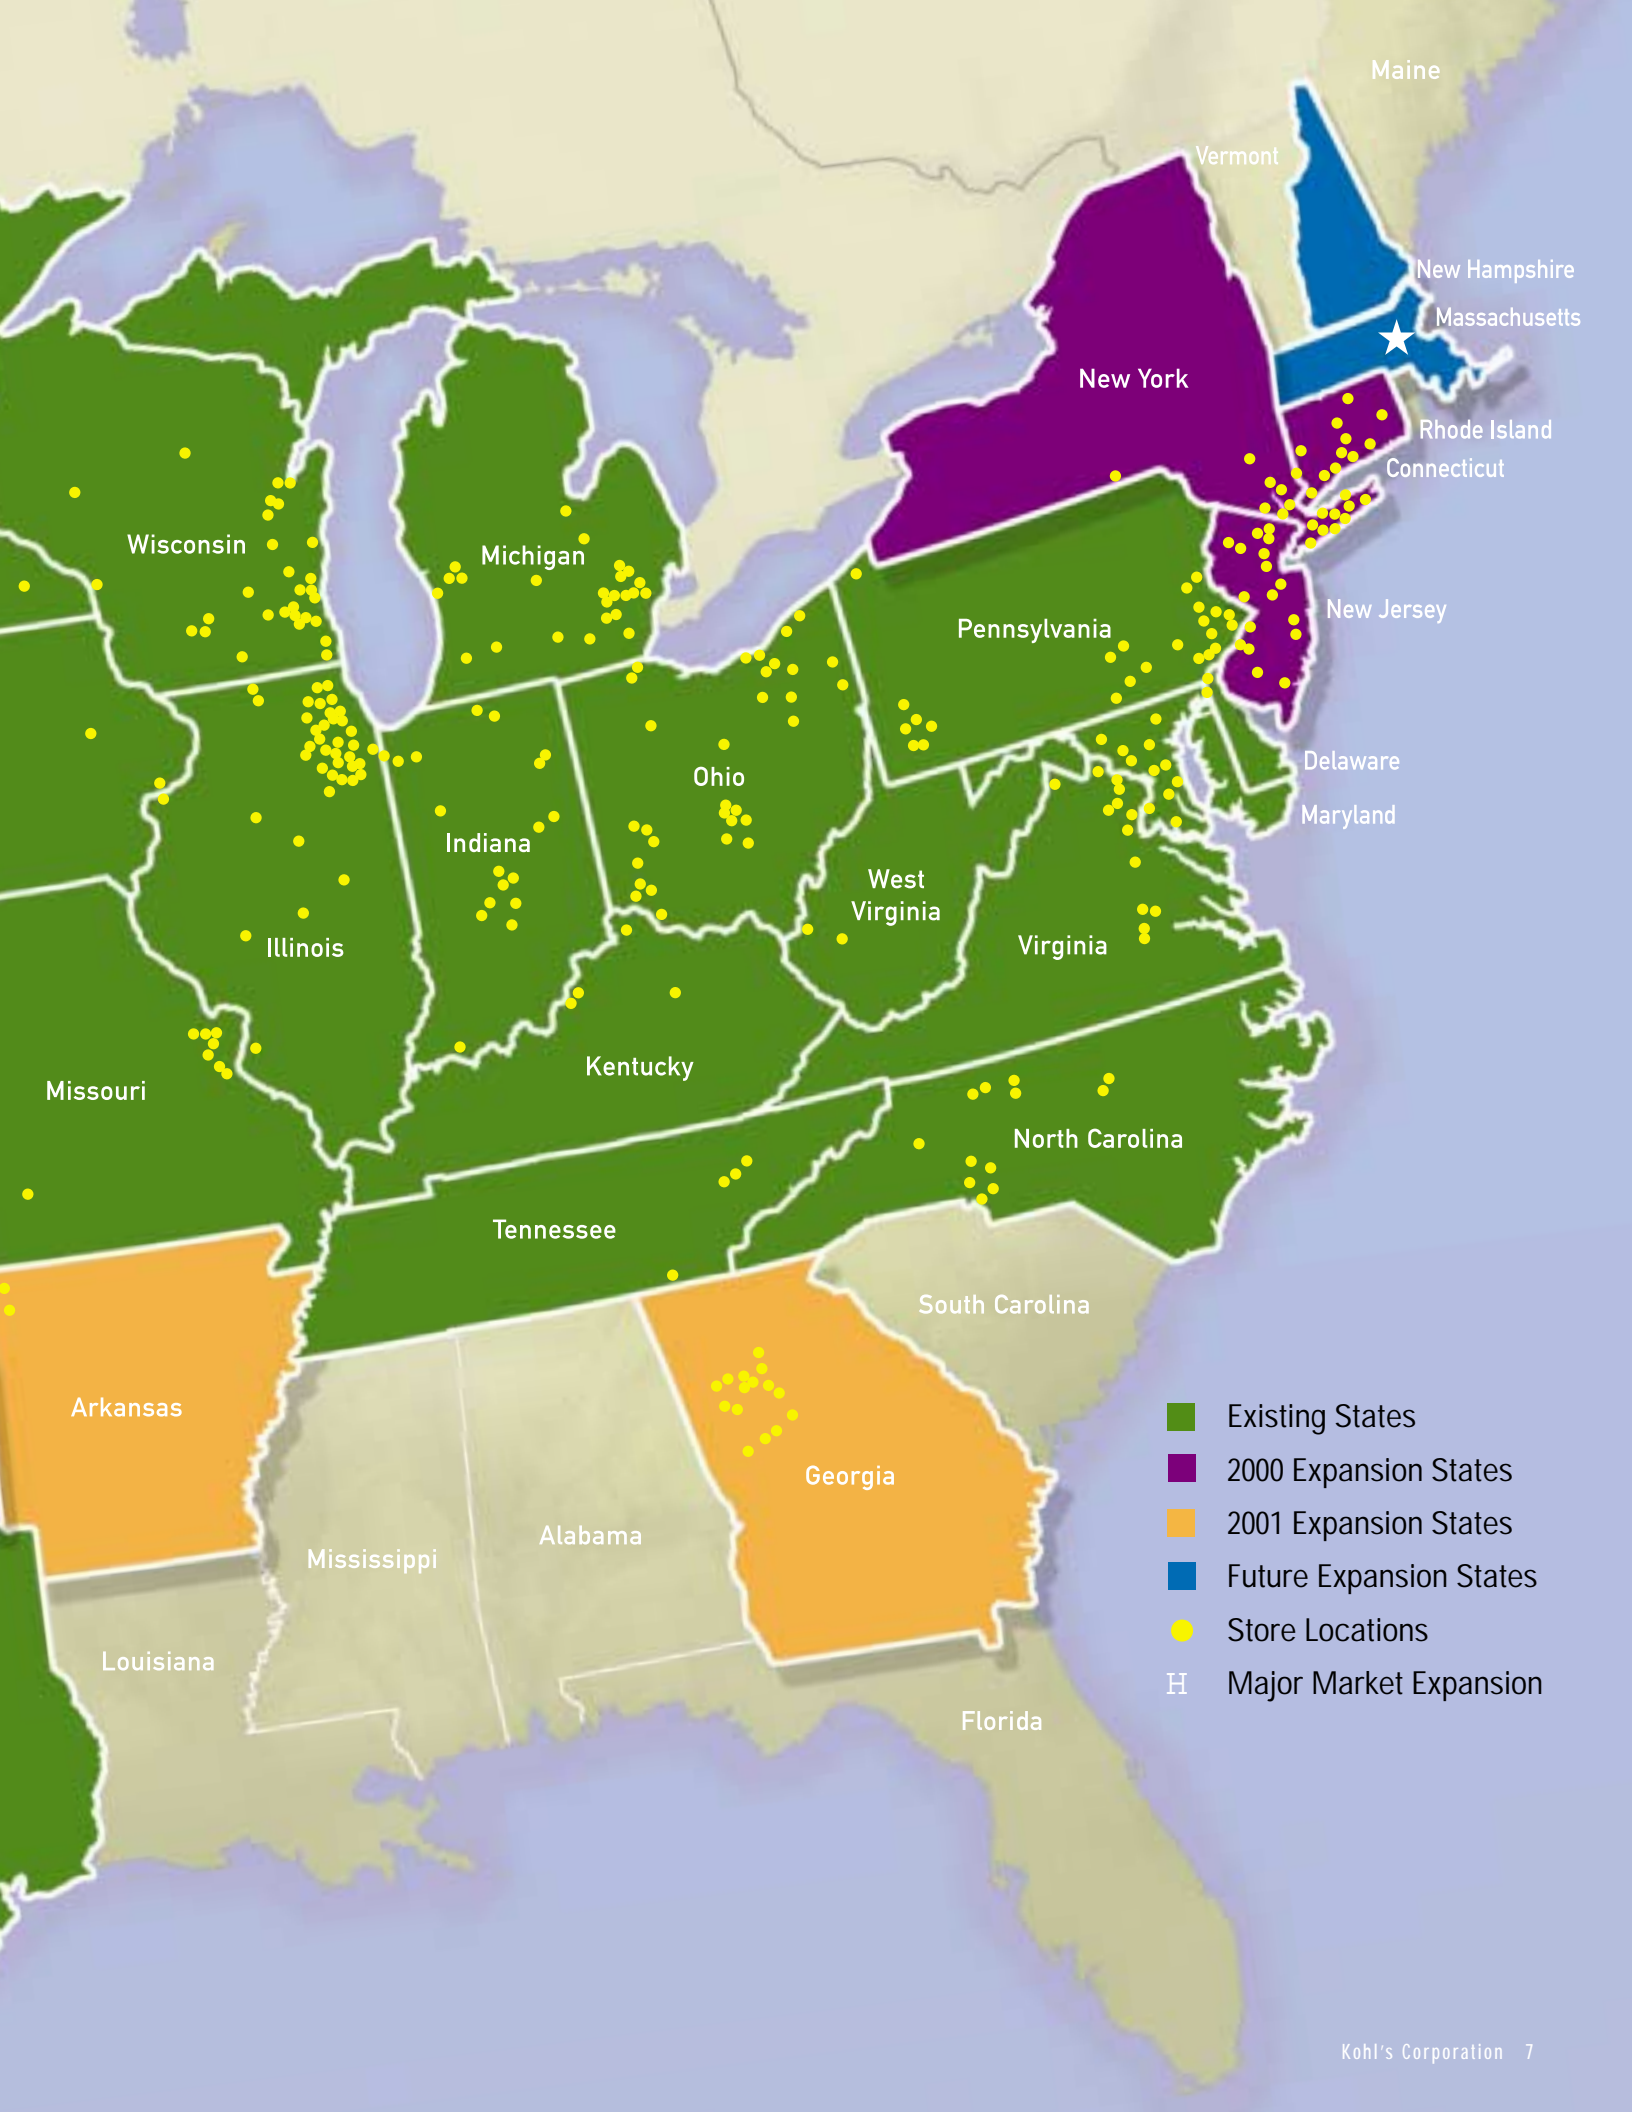 Maine
Vermont
New Hampshire
Massachusetts
New York
Rhode Island
Connecticut
Wisconsin
Michigan
New Jersey
Pennsylvania
Delaware
Ohio
Maryland
Indiana
West
Virginia
Illinois
Virginia
Kentucky
Missouri
North Carolina
Tennessee
South Carolina
Arkansas
Georgia
Alabama
Mississippi
Louisiana
Florida
Existing States
2000 Expansion States
2001 Expansion States
Future Expansion States
Store Locations
H Major Market Expansion
Kohl's Corporation 7